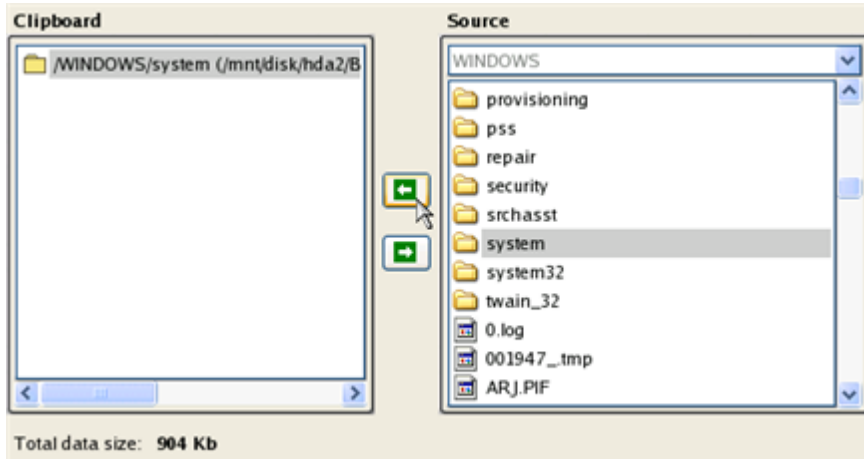 Clipboard
/WINDOWS/system (/mnt/disk/hda2/B
Source
WINDOWS
provisioning
pss
repair
security
srchasst
system
system32
twain_32
0.log
001947_.tmp
ARJ.PIF
Total data size: 904 Kb